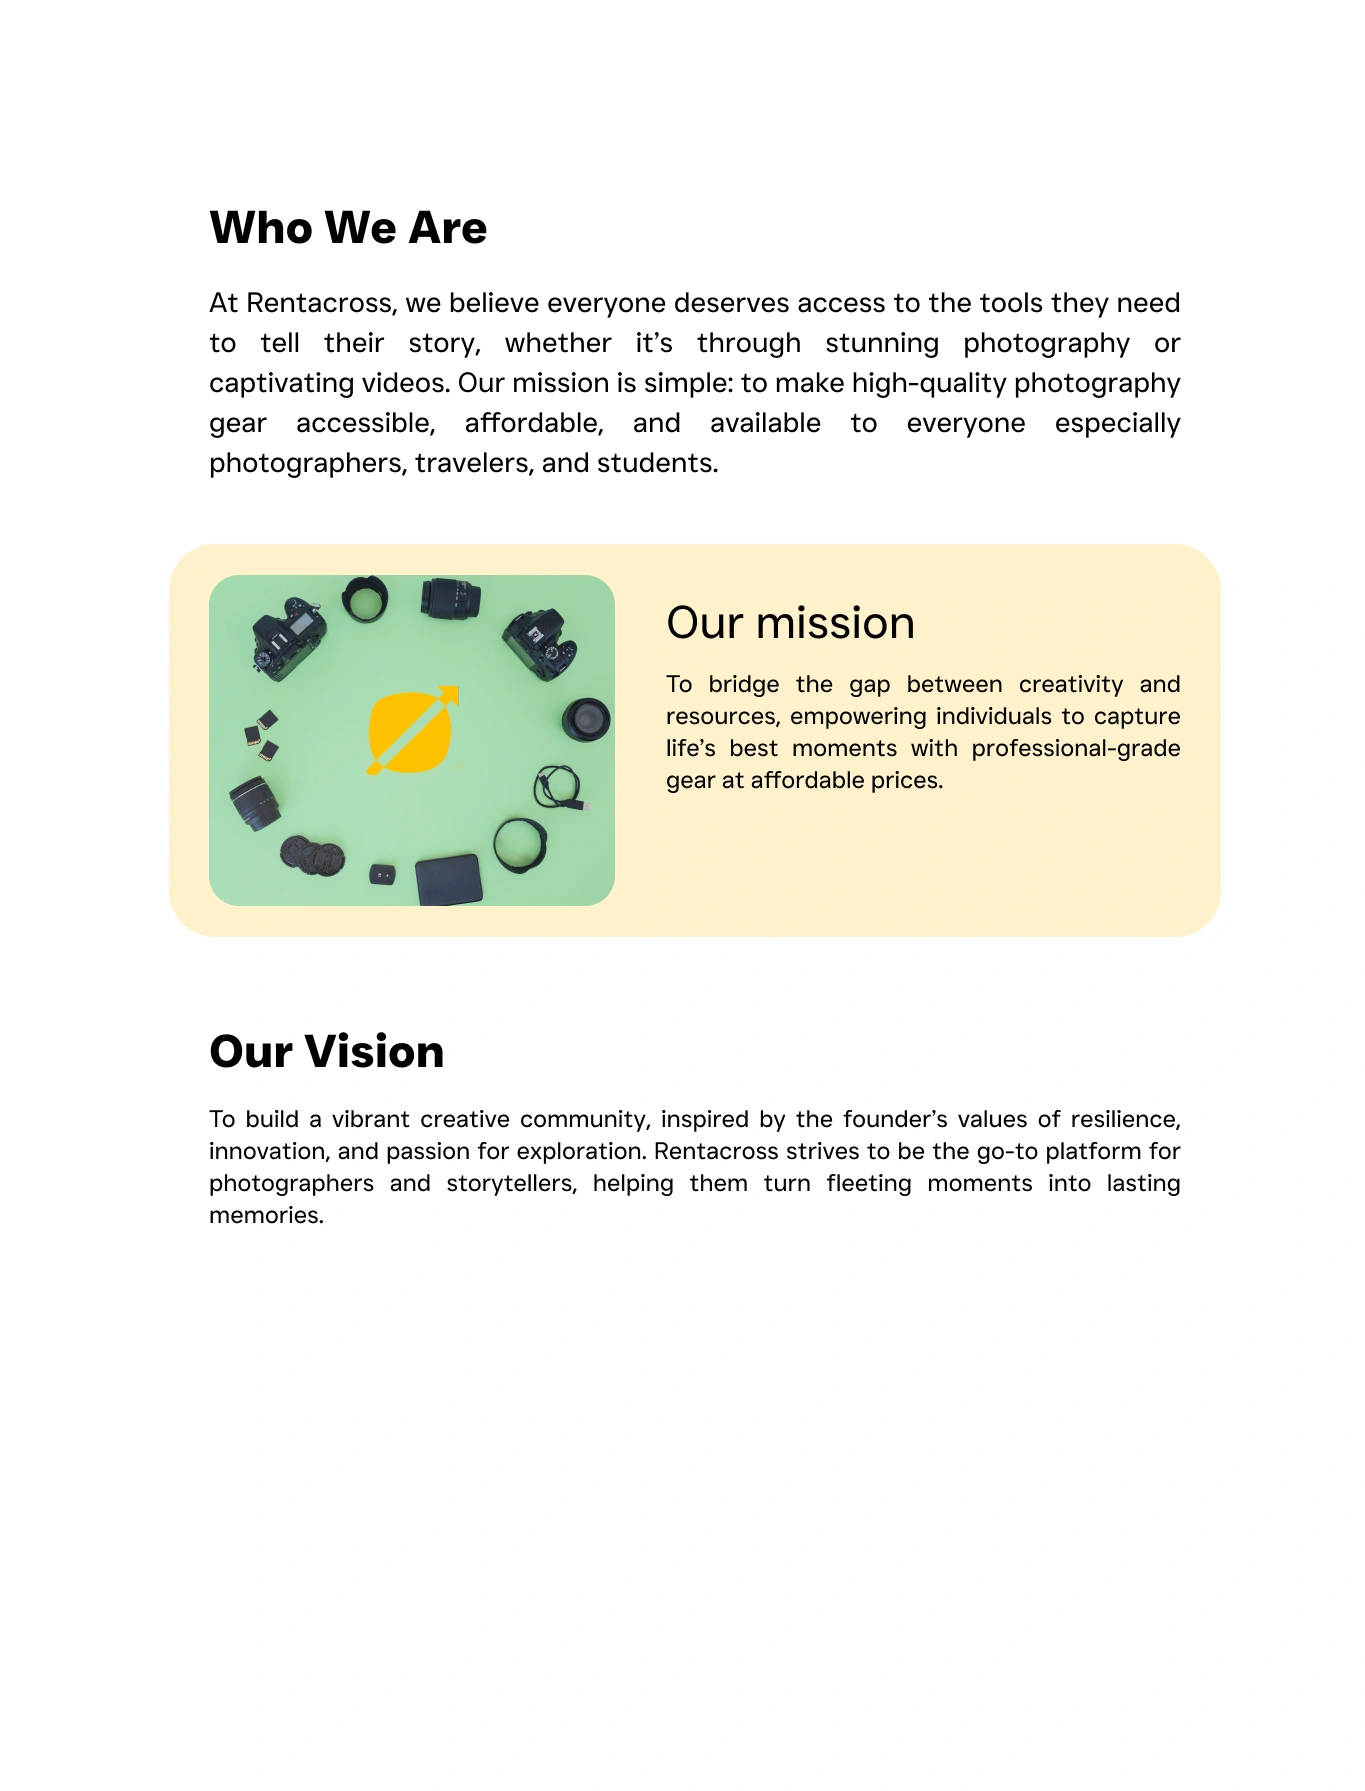 Who We Are
At Rentacross, we believe everyone deserves access to the tools they need
to tell their story, whether it’s through stunning photography or
captivating videos. Our mission is simple: to make high-quality photography
gear accessible, affordable, and available to everyone especially
photographers, travelers, and students.
Our mission
To bridge the gap between creativity and
resources, empowering individuals to capture
life’s best moments with professional-grade
gear at affordable prices.
Our Vision
To build a vibrant creative community, inspired by the founder’s values of resilience,
innovation, and passion for exploration. Rentacross strives to be the go-to platform for
photographers and storytellers, helping them turn fleeting moments into lasting
memories.